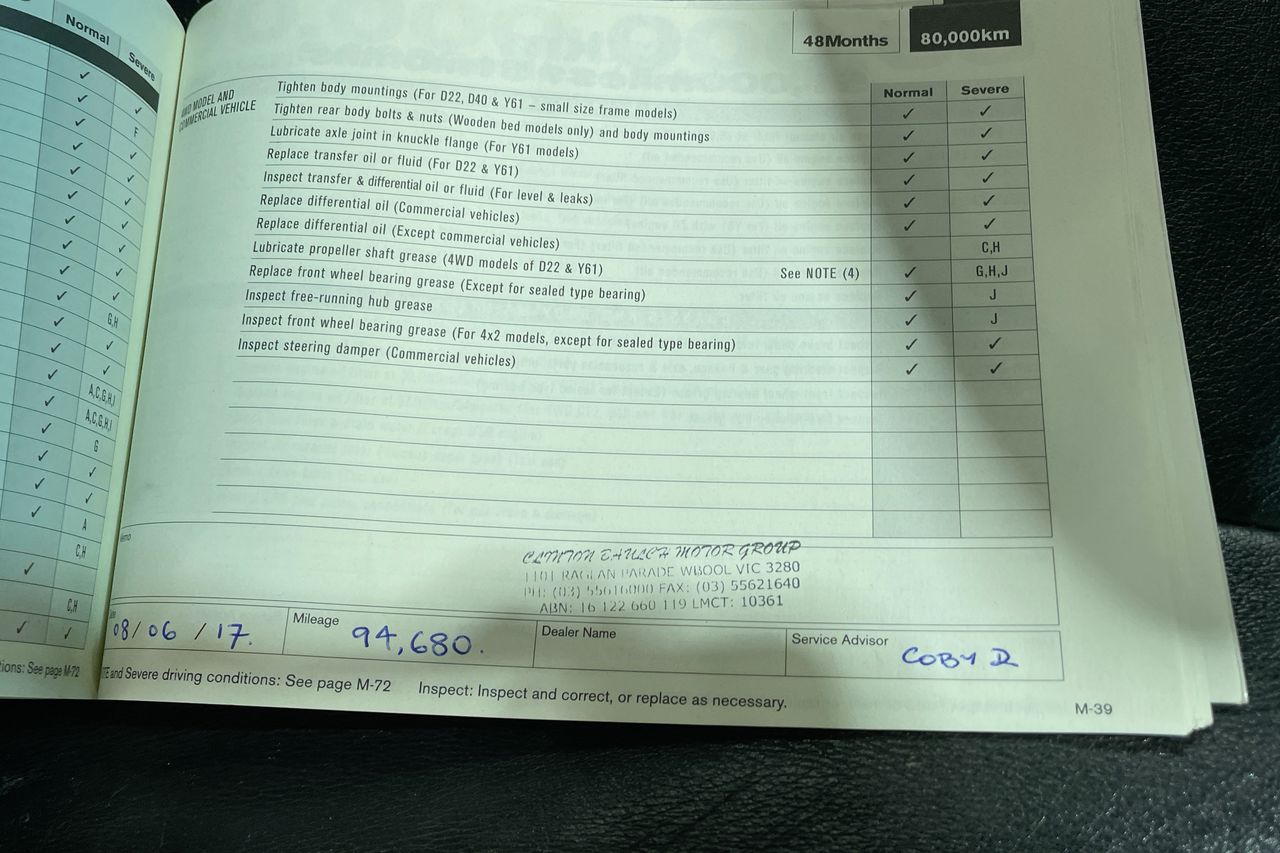 Normal
Severe
F
G,H
A,C,G,H,I
A,C,G,H,I
G
A
C,H
C,H
tions: See page M-72
48Months
80,000km
MODEL AND
COMMERCIAL VEHICLE
Normal
Severe
Tighten body mountings (For D22, D40 & Y61 – small size frame models) ✓ ✓
Tighten rear body bolts & nuts (Wooden bed models only) and body mountings ✓ ✓
Lubricate axle joint in knuckle flange (For Y61 models) ✓ ✓
Replace transfer oil or fluid (For D22 & Y61) ✓ ✓
Inspect transfer & differential oil or fluid (For level & leaks) ✓ ✓
Replace differential oil (Commercial vehicles) ✓ ✓
Replace differential oil (Except commercial vehicles) C,H
Lubricate propeller shaft grease (4WD models of D22 & Y61) See NOTE (4) ✓ G,H,J
Replace front wheel bearing grease (Except for sealed type bearing) ✓ J
Inspect free-running hub grease ✓ J
Inspect front wheel bearing grease (For 4x2 models, except for sealed type bearing) ✓ ✓
Inspect steering damper (Commercial vehicles) ✓ ✓
emo
CLINTON BAULCH MOTOR GROUP
1101 RAGLAN PARADE WBOOL VIC 3280
PH: (03) 55616000 FAX: (03) 55621640
ABN: 16 122 660 119 LMCT: 10361
08/06/17.
Mileage 94,680.
Dealer Name
Service Advisor COBY D
TE and Severe driving conditions: See page M-72 Inspect: Inspect and correct, or replace as necessary.
M-39